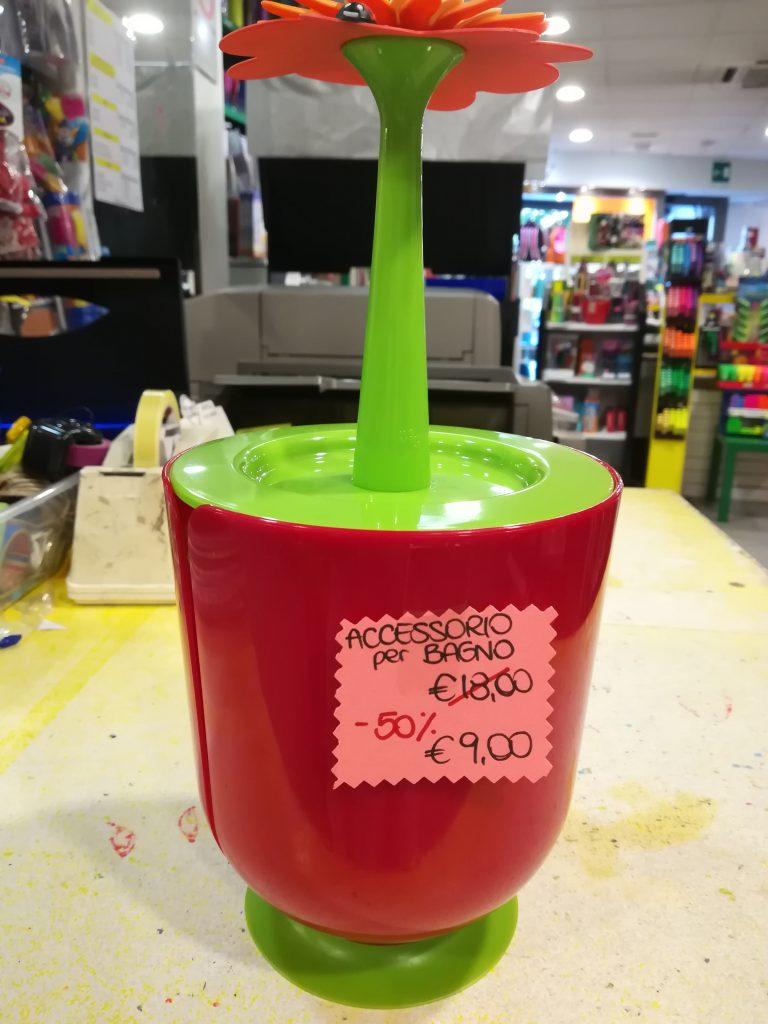 ACCESSORIO
per BAGNO
€18,00
-50%
€9,00